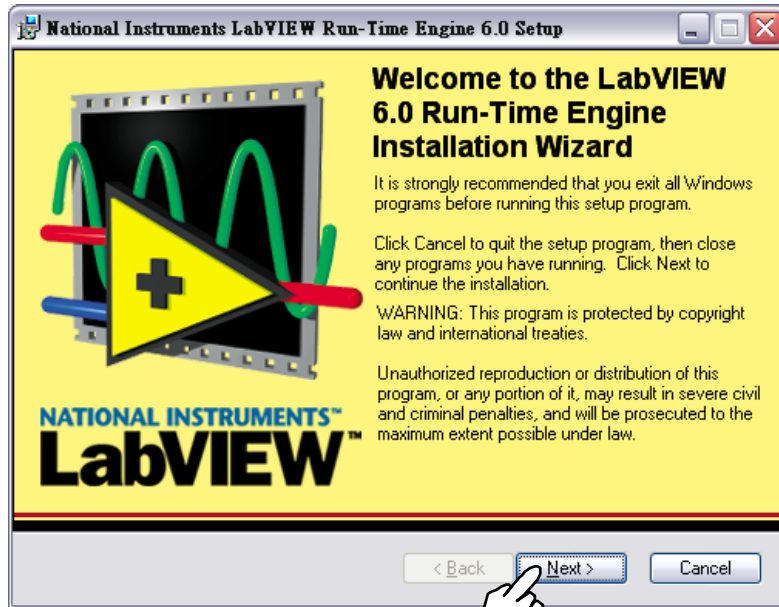 National Instruments LabVIEW Run-Time Engine 6.0 Setup
Welcome to the LabVIEW
6.0 Run-Time Engine
Installation Wizard
It is strongly recommended that you exit all Windows
programs before running this setup program.
Click Cancel to quit the setup program, then close
any programs you have running. Click Next to
continue the installation.
WARNING: This program is protected by copyright
law and international treaties.
Unauthorized reproduction or distribution of this
program, or any portion of it, may result in severe civil
and criminal penalties, and will be prosecuted to the
maximum extent possible under law.
NATIONAL INSTRUMENTS™
LabVIEW™
< Back
Next >
Cancel